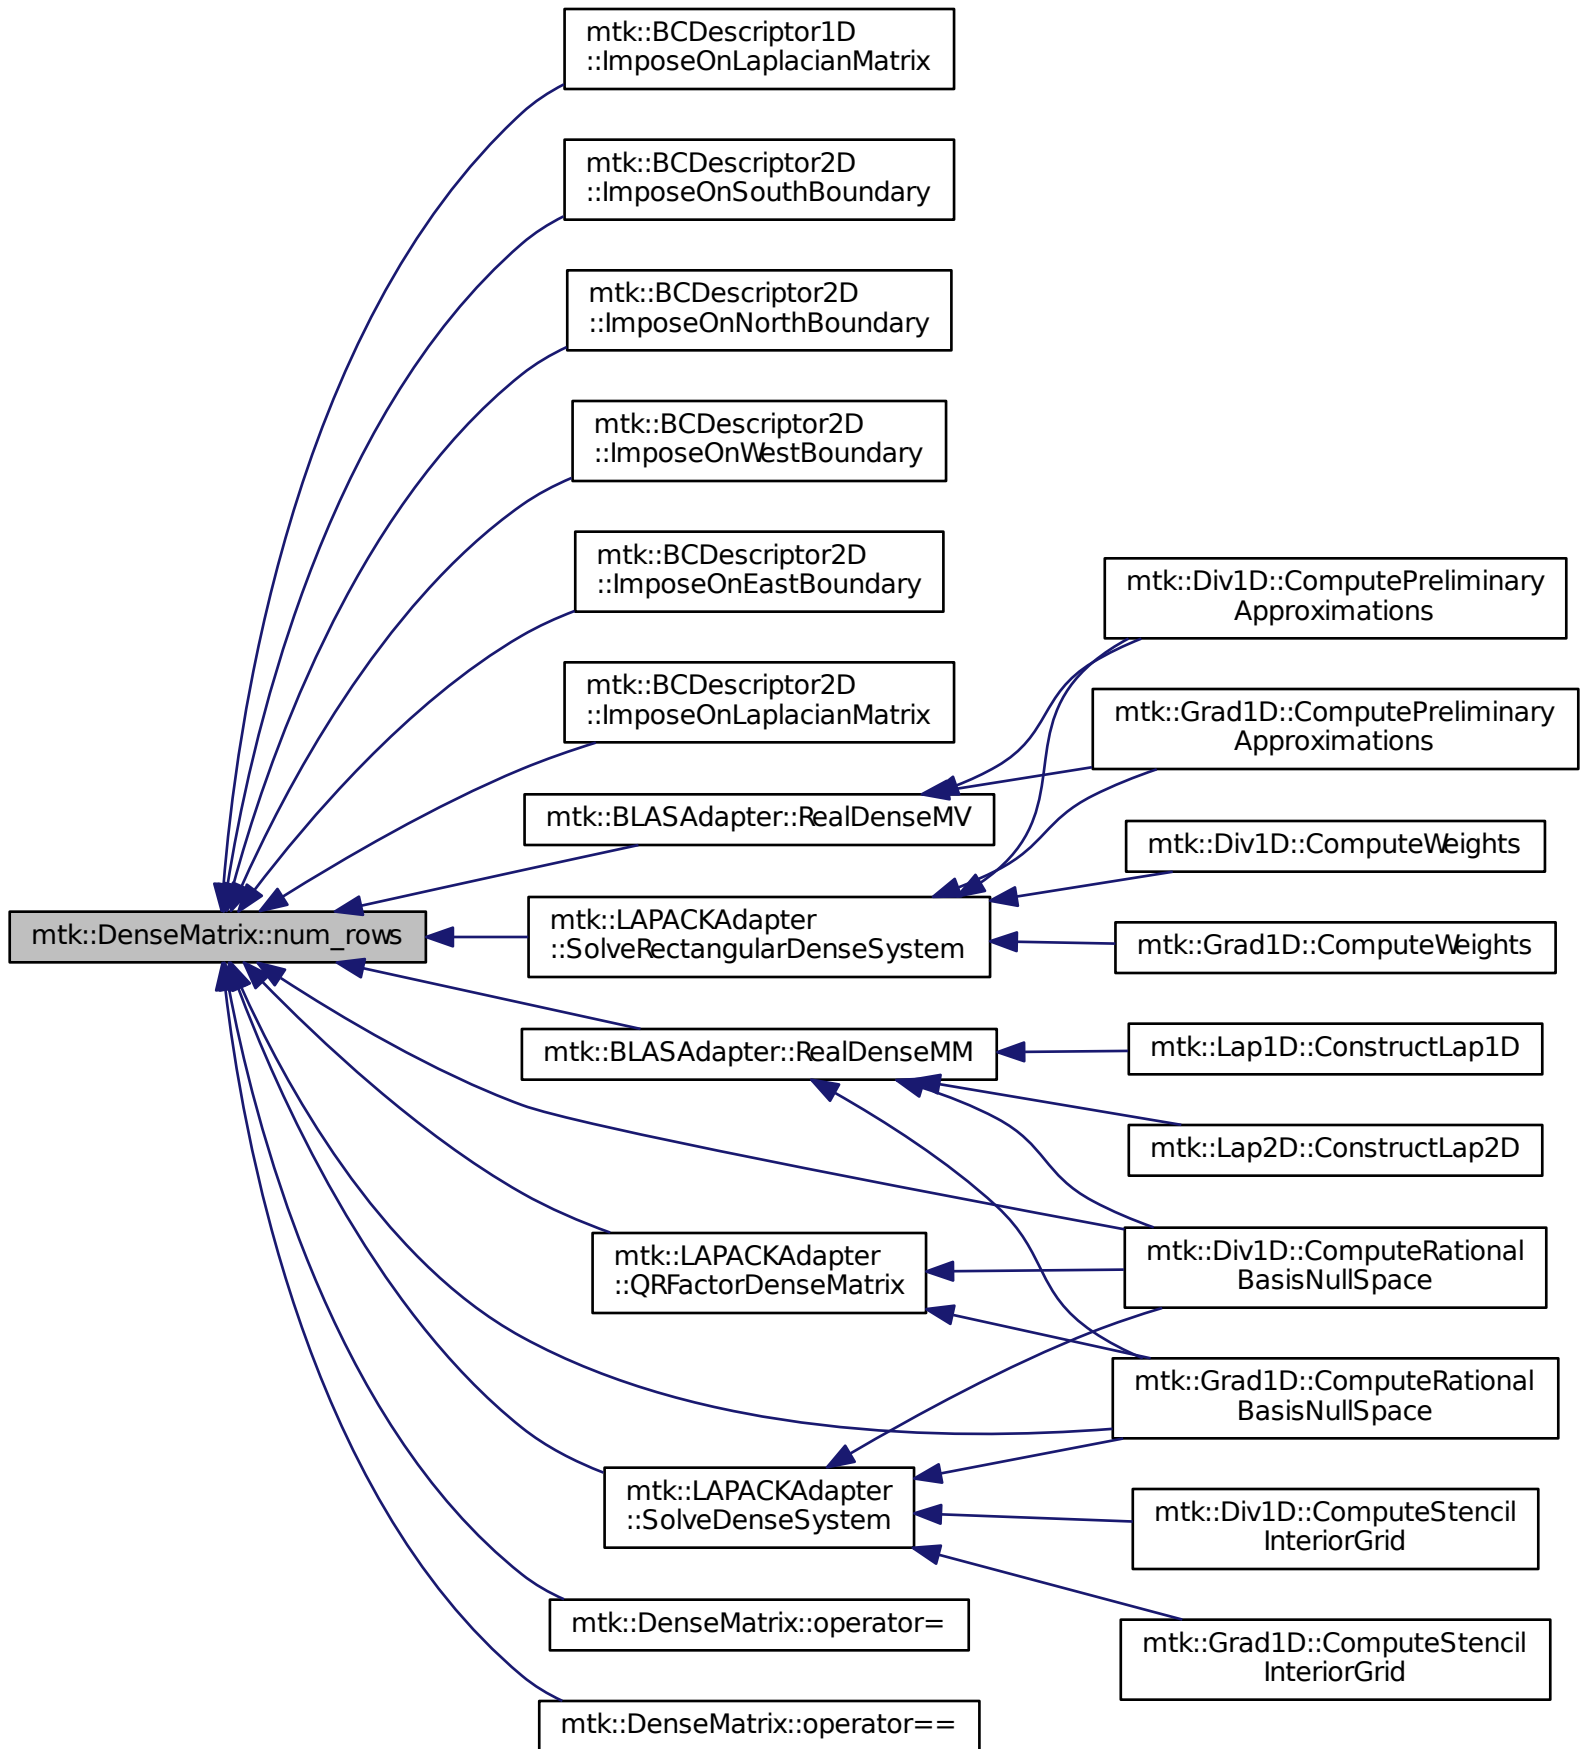 mtk::BCDescriptor1D
::ImposeOnLaplacianMatrix
mtk::BCDescriptor2D
::ImposeOnSouthBoundary
mtk::BCDescriptor2D
::ImposeOnNorthBoundary
mtk::BCDescriptor2D
::ImposeOnWestBoundary
mtk::BCDescriptor2D
::ImposeOnEastBoundary
mtk::BCDescriptor2D
::ImposeOnLaplacianMatrix
mtk::BLASAdapter::RealDenseMV
mtk::DenseMatrix::num_rows
mtk::LAPACKAdapter
::SolveRectangularDenseSystem
mtk::BLASAdapter::RealDenseMM
mtk::LAPACKAdapter
::QRFactorDenseMatrix
mtk::LAPACKAdapter
::SolveDenseSystem
mtk::DenseMatrix::operator=
mtk::DenseMatrix::operator==
mtk::Div1D::ComputePreliminary
Approximations
mtk::Grad1D::ComputePreliminary
Approximations
mtk::Div1D::ComputeWeights
mtk::Grad1D::ComputeWeights
mtk::Lap1D::ConstructLap1D
mtk::Lap2D::ConstructLap2D
mtk::Div1D::ComputeRational
BasisNullSpace
mtk::Grad1D::ComputeRational
BasisNullSpace
mtk::Div1D::ComputeStencil
InteriorGrid
mtk::Grad1D::ComputeStencil
InteriorGrid